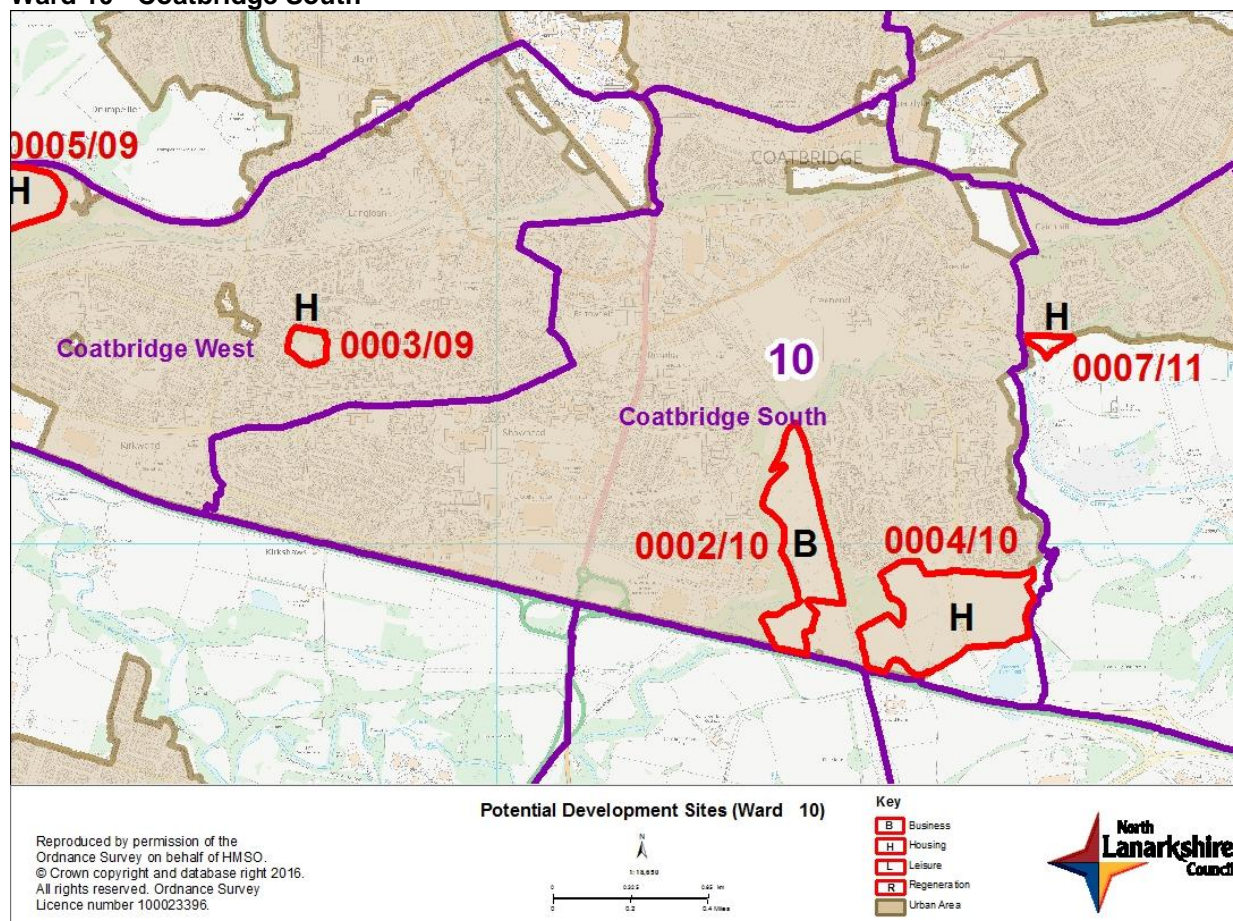 Ward 10 - Coatbridge South
0005/09
H
COATBRIDGE
Langloan
H
0003/09
Coatbridge West
10
Coatbridge South
H
0007/11
Kirkwood
Kirkshaws
0002/10
B
0004/10
H
Reproduced by permission of the
Ordnance Survey on behalf of HMSO.
© Crown copyright and database right 2016.
All rights reserved. Ordnance Survey
Licence number 100023396.
Potential Development Sites (Ward 10)
N
Key
B Business
H Housing
L Leisure
R Regeneration
Urban Area
North
Lanarkshire
Council